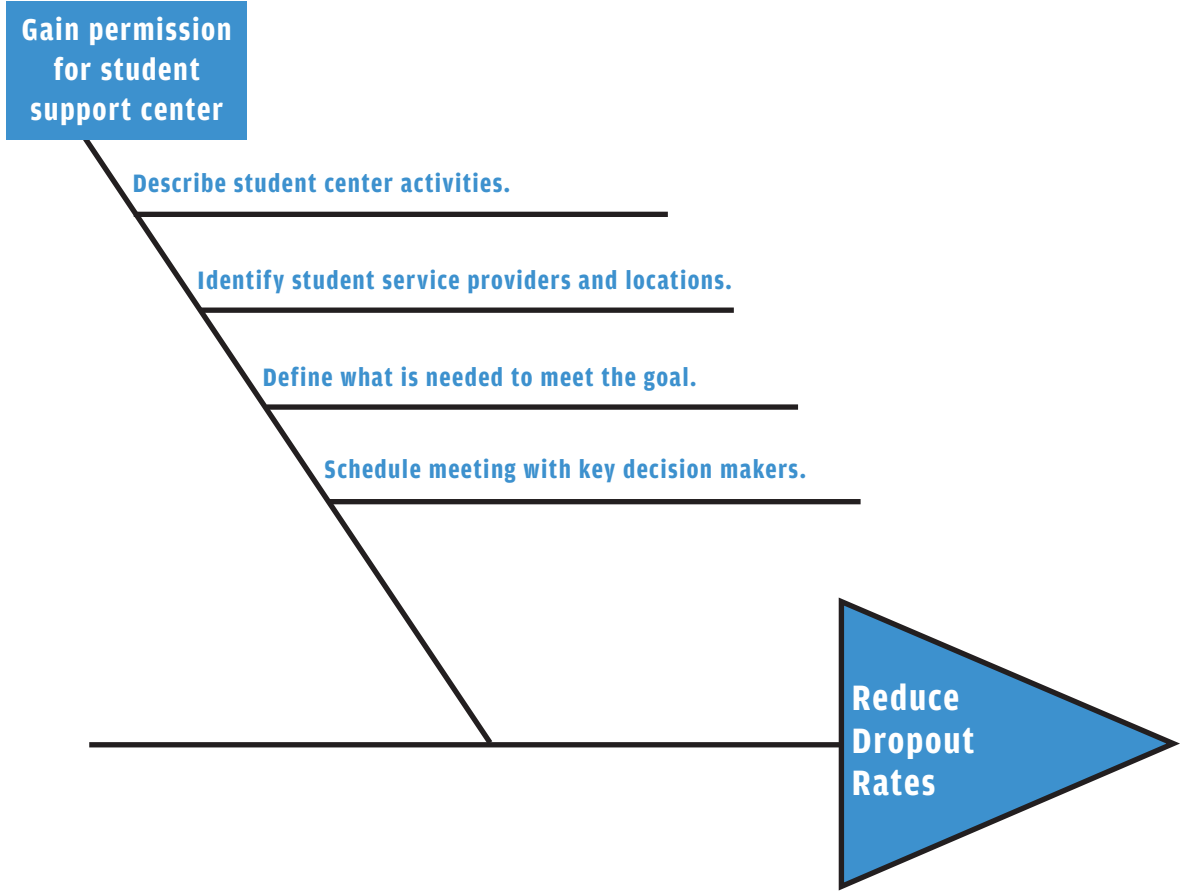 Gain permission
for student
support center
Describe student center activities.
Identify student service providers and locations.
Define what is needed to meet the goal.
Schedule meeting with key decision makers.
Reduce
Dropout
Rates